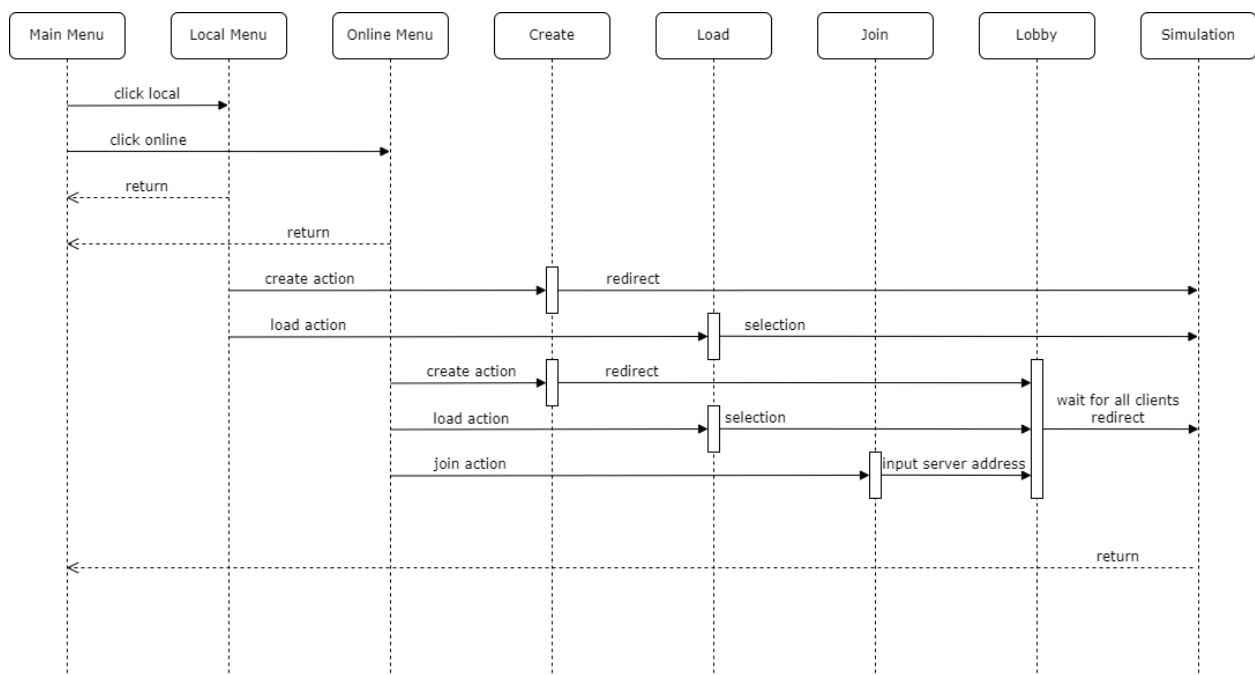 Main Menu
Local Menu
Online Menu
Create
Load
Join
Lobby
Simulation
click local
click online
return
return
create action
redirect
load action
selection
create action
redirect
wait for all clients
redirect
load action
selection
join action
input server address
return